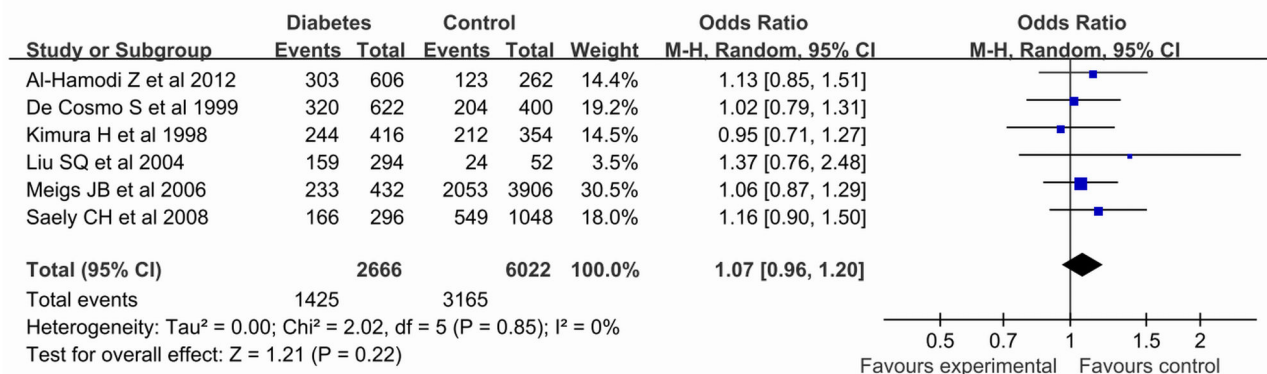 Diabetes Control Odds Ratio Odds Ratio
Study or Subgroup Events Total Events Total Weight M-H, Random, 95% CI M-H, Random, 95% CI
Al-Hamodi Z et al 2012 303 606 123 262 14.4% 1.13 [0.85, 1.51]
De Cosmo S et al 1999 320 622 204 400 19.2% 1.02 [0.79, 1.31]
Kimura H et al 1998 244 416 212 354 14.5% 0.95 [0.71, 1.27]
Liu SQ et al 2004 159 294 24 52 3.5% 1.37 [0.76, 2.48]
Meigs JB et al 2006 233 432 2053 3906 30.5% 1.06 [0.87, 1.29]
Saely CH et al 2008 166 296 549 1048 18.0% 1.16 [0.90, 1.50]
Total (95% CI) 2666 6022 100.0% 1.07 [0.96, 1.20]
Total events 1425 3165
Heterogeneity: Tau² = 0.00; Chi² = 2.02, df = 5 (P = 0.85); I² = 0%
Test for overall effect: Z = 1.21 (P = 0.22)
0.5 0.7 1 1.5 2
Favours experimental Favours control